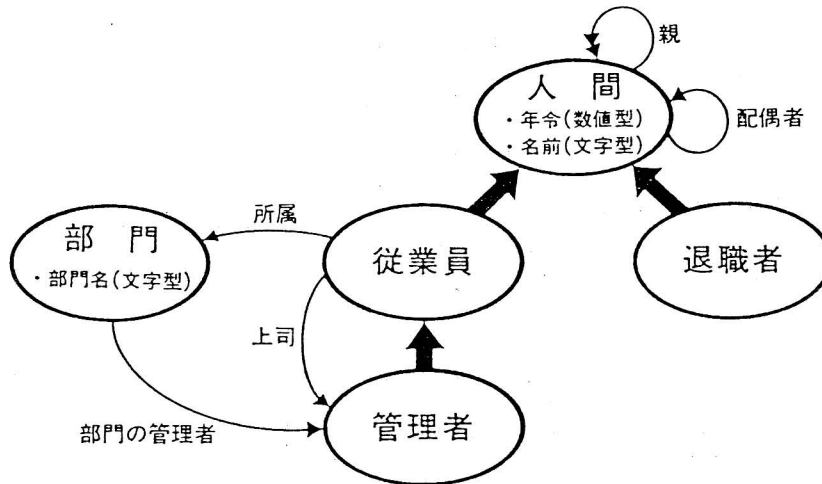 親
人間
・年令(数値型)
・名前(文字型)
配偶者
所属
部門
・部門名(文字型)
従業員
退職者
上司
管理者
部門の管理者